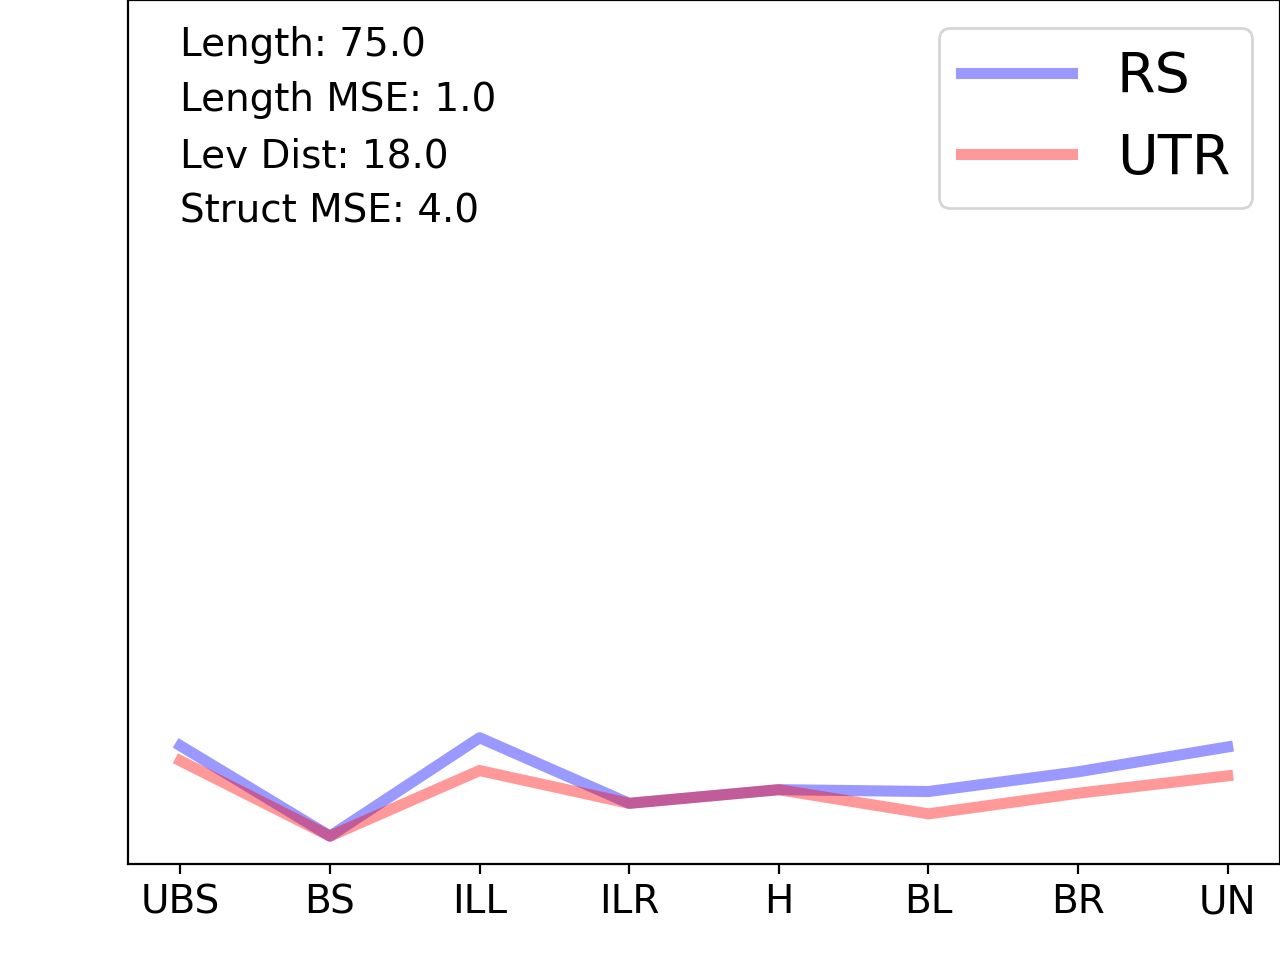 Length: 75.0
Length MSE: 1.0
Lev Dist: 18.0
Struct MSE: 4.0
RS
UTR
UBS BS ILL ILR H BL BR UN